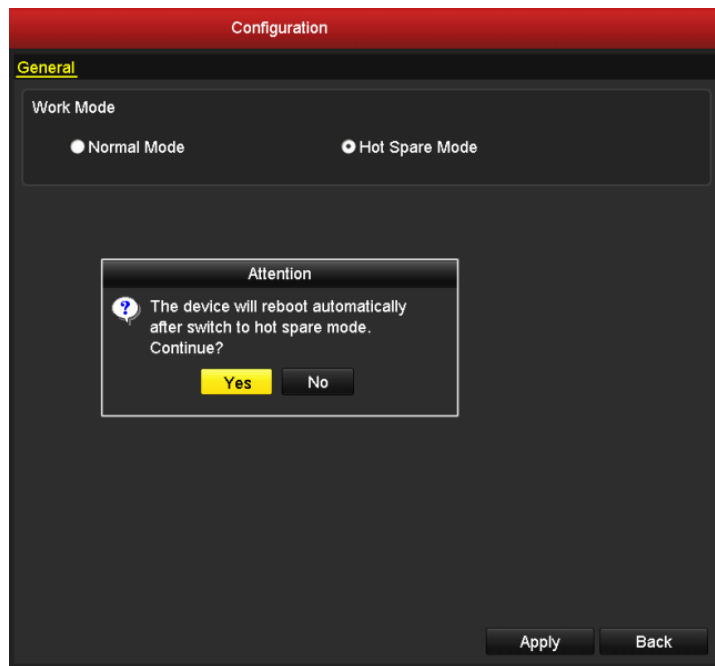 Configuration
General
Work Mode
Normal Mode
Hot Spare Mode
Attention
?
The device will reboot automatically
after switch to hot spare mode.
Continue?
Yes
No
Apply
Back